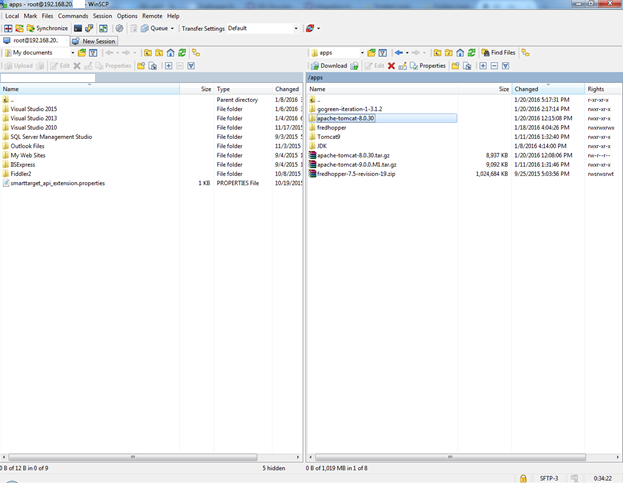 apps - root@192.168.20. - WinSCP
Local Mark Files Commands Session Options Remote Help
Synchronize Queue Transfer Settings Default
root@192.168.20.. New Session
My documents apps Find Files
Upload Edit Properties Download Edit Properties
/apps
Name Size Type Changed Name Size Changed Rights
.. Parent directory 1/8/2016 3 .. 1/20/2016 5:17:31 PM r-xr-xr-x
Visual Studio 2015 File folder 1/6/2016 3 gogreen-iteration-1-3.1.2 1/20/2016 2:17:14 PM rwxr-xr-x
Visual Studio 2013 File folder 1/4/2016 6 apache-tomcat-8.0.30 1/20/2016 12:15:08 PM rwxr-xr-x
Visual Studio 2010 File folder 11/17/2015 fredhopper 1/18/2016 4:04:26 PM rwxrwxrwx
SQL Server Management Studio File folder 9/3/2015 5 Tomcat9 1/11/2016 1:32:40 PM rwxr-xr-x
Outlook Files File folder 11/3/2015 JDK 1/8/2016 4:14:00 PM rwxr-xr-x
My Web Sites File folder 9/4/2015 1 apache-tomcat-8.0.30.tar.gz 8,937 KB 1/20/2016 12:08:06 PM rw-r--r--
IISExpress File folder 9/4/2015 1 apache-tomcat-9.0.0.M1.tar.gz 9,092 KB 1/11/2016 1:31:46 PM rwxr-xr-x
Fiddler2 File folder 10/8/2015 fredhopper-7.5-revision-19.zip 1,024,684 KB 9/25/2015 5:03:56 PM rwsrwsrwt
smarttarget_api_extension.properties 1 KB PROPERTIES File 10/19/2015
0 B of 12 B in 0 of 9 5 hidden 0 B of 1,019 MB in 1 of 8
SFTP-3 0:34:22